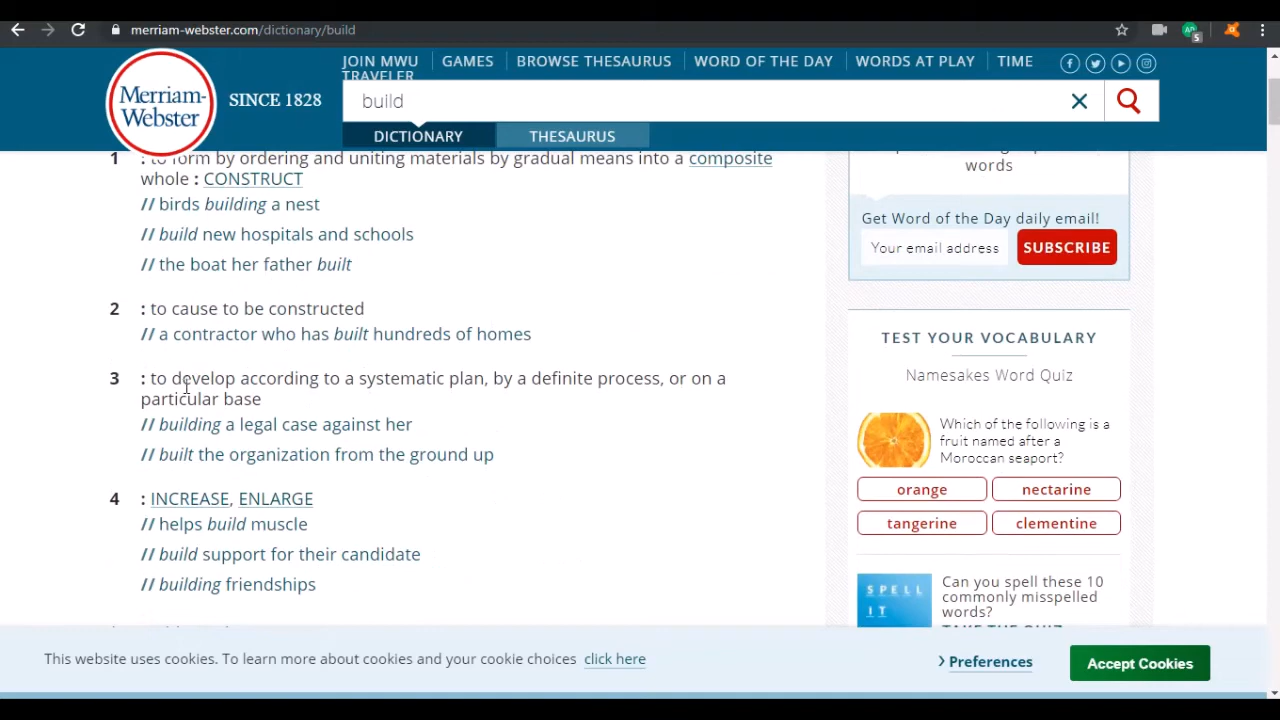 merriam-webster.com/dictionary/build
JOIN MWU TRAVELER
GAMES
BROWSE THESAURUS
WORD OF THE DAY
WORDS AT PLAY
TIME
Merriam-
Webster
SINCE 1828
build
DICTIONARY
THESAURUS
1 : to form by ordering and uniting materials by gradual means into a composite
whole : CONSTRUCT
// birds building a nest
// build new hospitals and schools
// the boat her father built
2 : to cause to be constructed
// a contractor who has built hundreds of homes
3 : to develop according to a systematic plan, by a definite process, or on a
particular base
// building a legal case against her
// built the organization from the ground up
4 : INCREASE, ENLARGE
// helps build muscle
// build support for their candidate
// building friendships
words
Get Word of the Day daily email!
Your email address
SUBSCRIBE
TEST YOUR VOCABULARY
Namesakes Word Quiz
Which of the following is a
fruit named after a
Moroccan seaport?
orange
nectarine
tangerine
clementine
SPELL
IT
Can you spell these 10
commonly misspelled
words?
TAKE THE QUIZ
This website uses cookies. To learn more about cookies and your cookie choices click here
Preferences
Accept Cookies